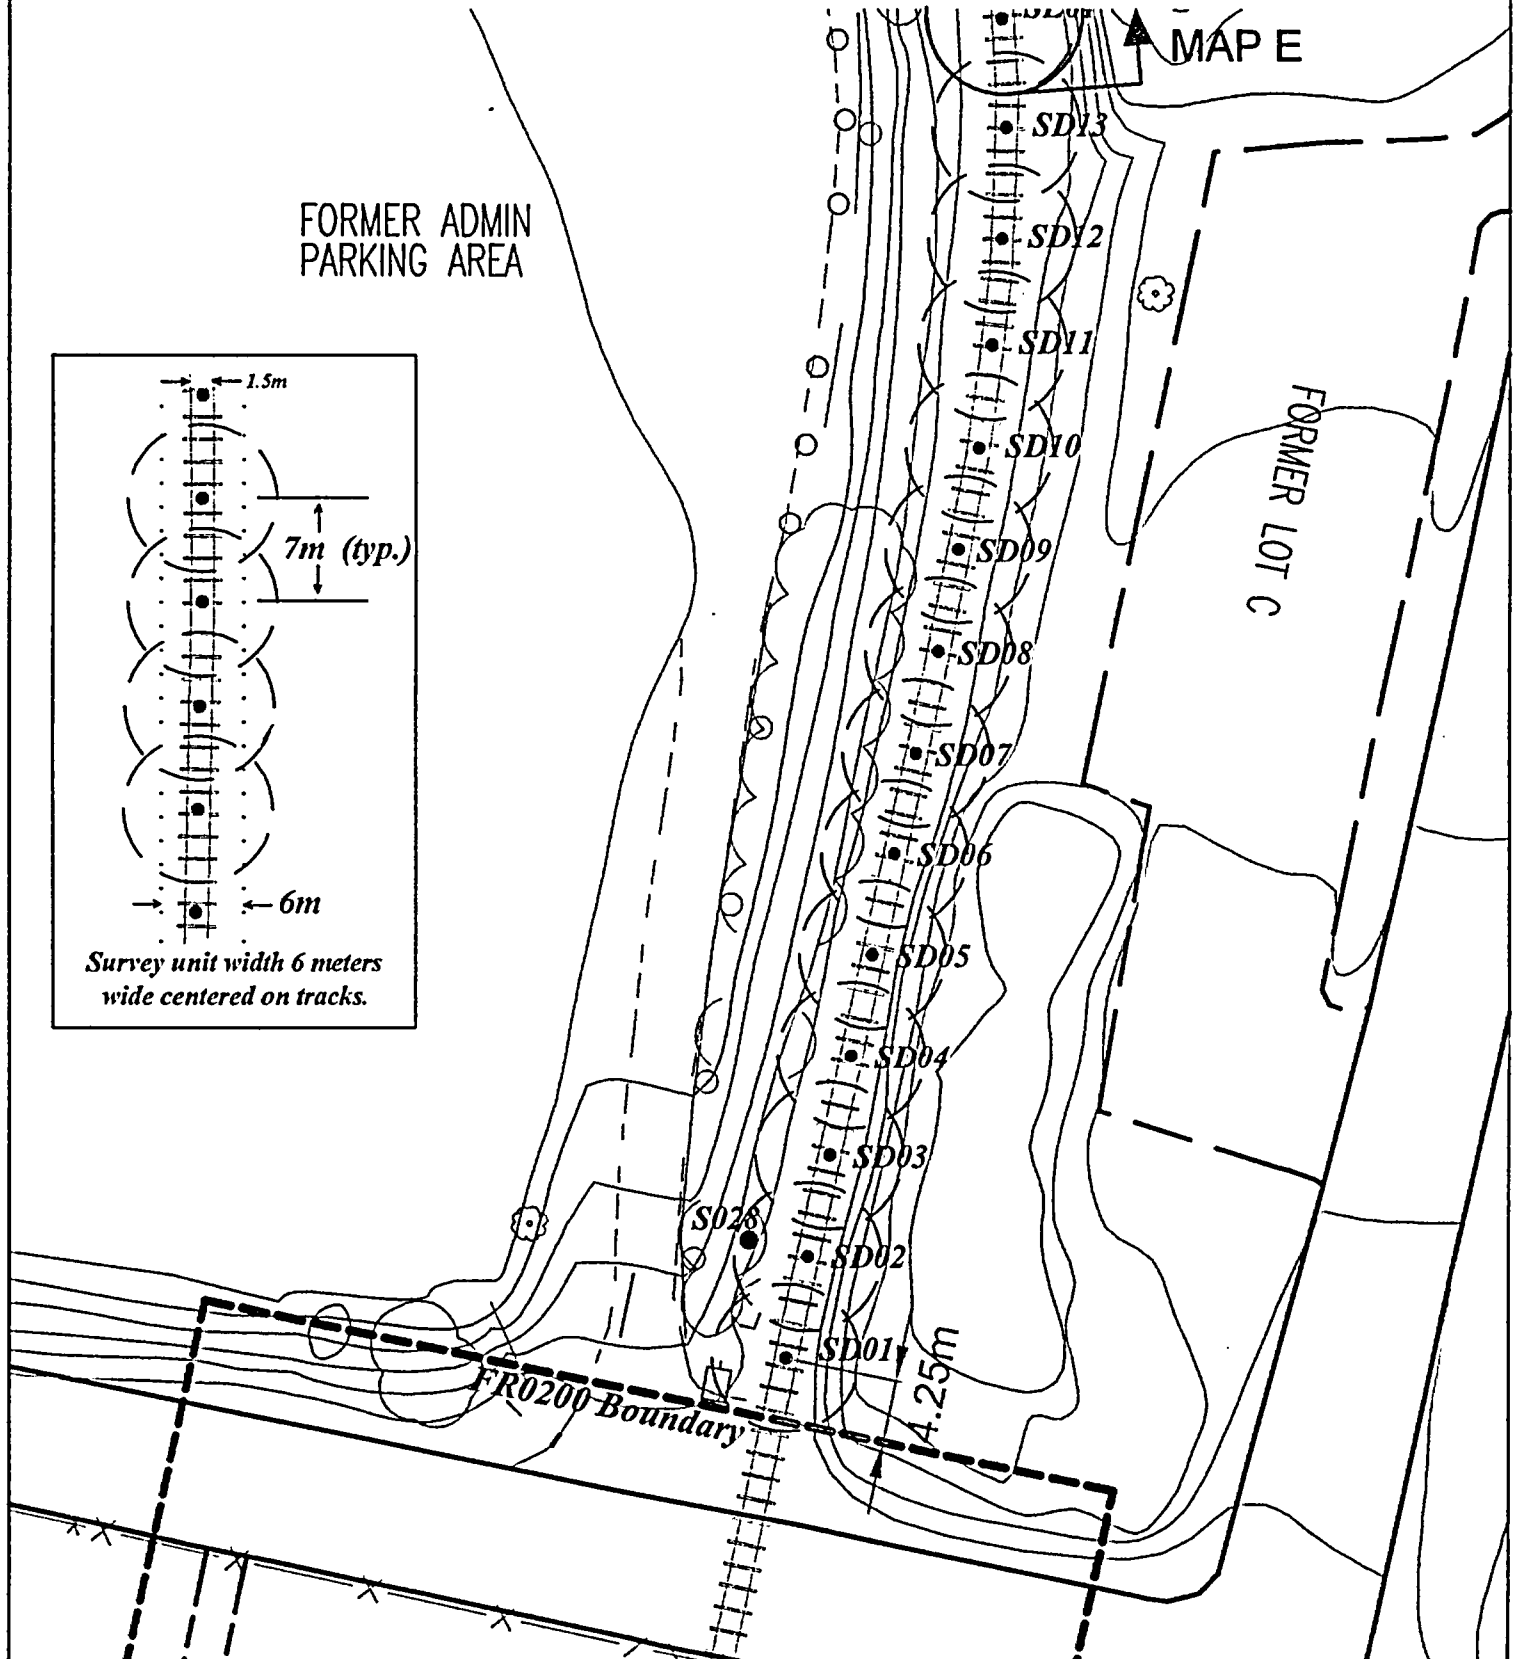 MAP E
SD13
FORMER ADMIN
PARKING AREA
SD12
SD11
1.5m
FORMER LOT C
SD10
7m (typ.)
SD09
SD08
SD07
SD06
6m
SD05
Survey unit width 6 meters
wide centered on tracks.
SD04
SD03
S028
SD02
SD01
4.25m
FR0200 Boundary